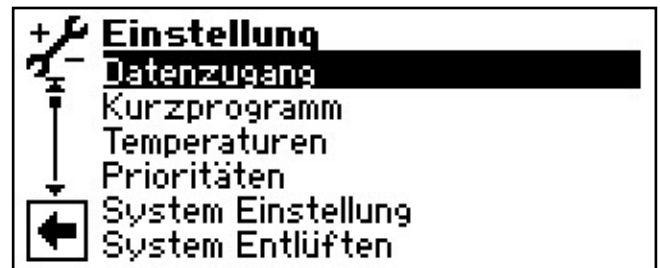 Einstellung
Datenzugang
Kurzprogramm
Temperaturen
Prioritäten
System Einstellung
System Entlüften